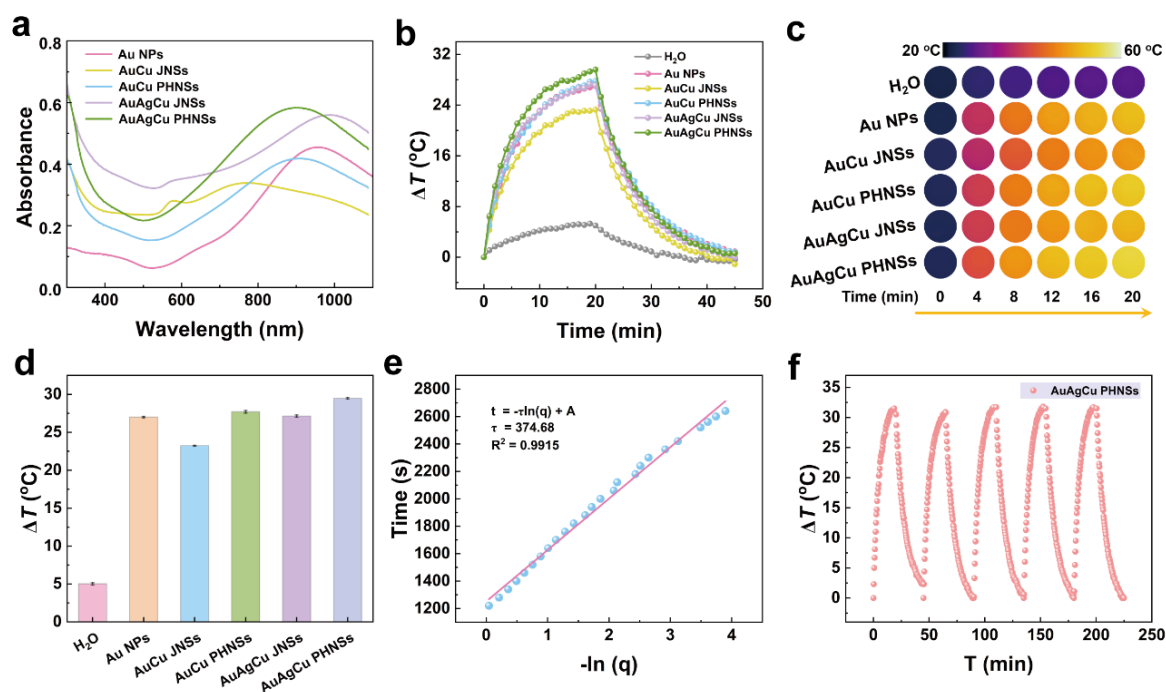 a
0.8
0.6
0.4
0.2
0.0
Absorbance
Au NPs
AuCu JNSs
AuCu PHNSs
AuAgCu JNSs
AuAgCu PHNSs
400
600
800
1000
Wavelength (nm)
b
32
24
16
8
0
ΔT (°C)
H₂O
Au NPs
AuCu JNSs
AuCu PHNSs
AuAgCu JNSs
AuAgCu PHNSs
0
10
20
30
40
50
Time (min)
c
20 °C
60 °C
H₂O
Au NPs
AuCu JNSs
AuCu PHNSs
AuAgCu JNSs
AuAgCu PHNSs
Time (min) 0 4 8 12 16 20
d
30
25
20
15
10
5
0
ΔT (°C)
H₂O
Au NPs
AuCu JNSs
AuCu PHNSs
AuAgCu JNSs
AuAgCu PHNSs
e
2800
2600
2400
2200
2000
1800
1600
1400
1200
Time (s)
t = -τln(q) + A
τ = 374.68
R² = 0.9915
0
1
2
3
4
-ln (q)
f
35
30
25
20
15
10
5
0
ΔT (°C)
AuAgCu PHNSs
0
50
100
150
200
250
T (min)